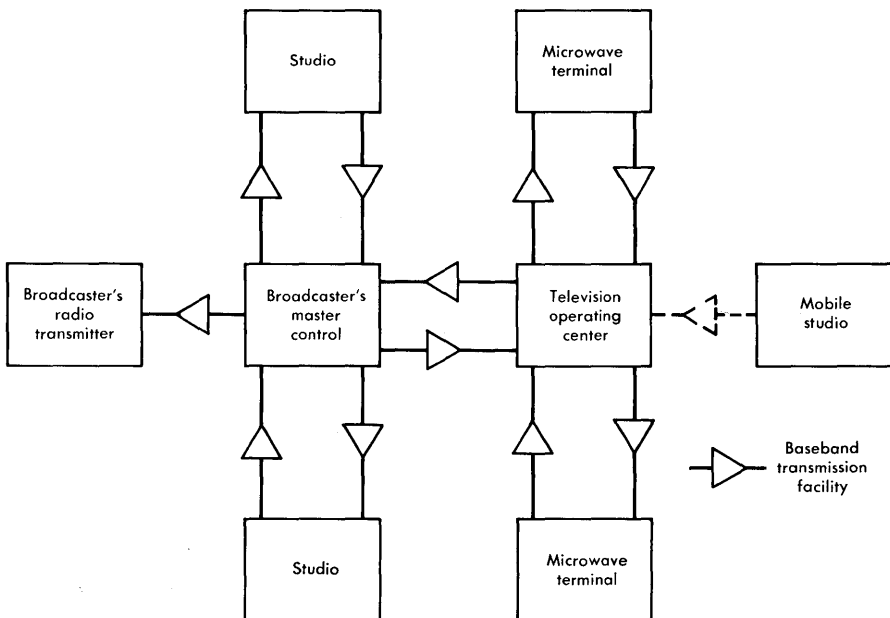 Studio
Microwave
terminal
Broadcaster's
radio
transmitter
Broadcaster's
master
control
Television
operating
center
Mobile
studio
Baseband
transmission
facility
Studio
Microwave
terminal